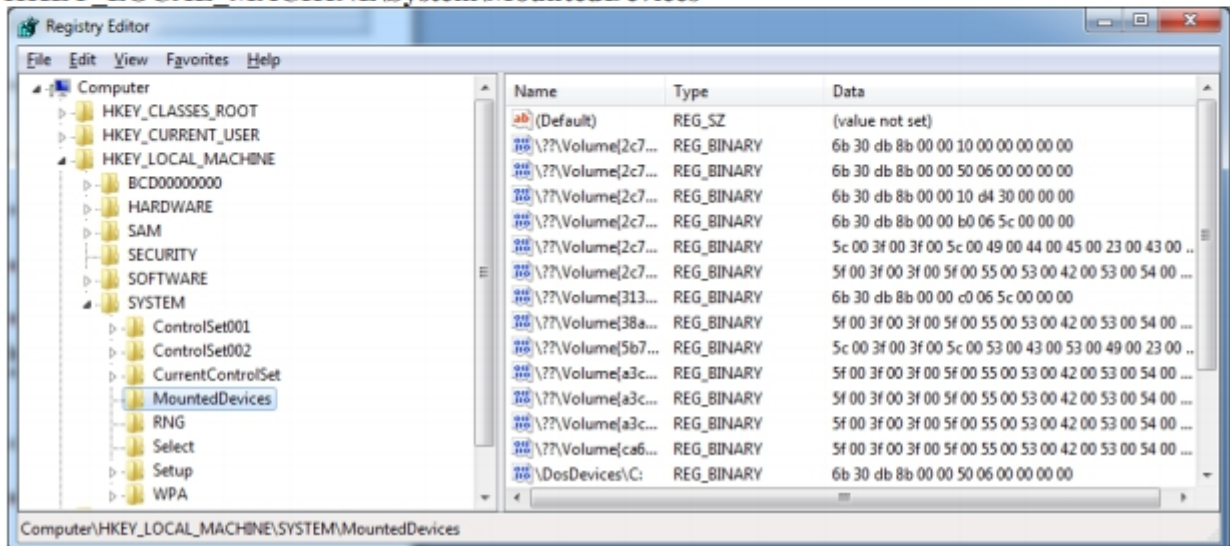 Registry Editor
File Edit View Favorites Help
Computer
HKEY_CLASSES_ROOT
HKEY_CURRENT_USER
HKEY_LOCAL_MACHINE
BCD00000000
HARDWARE
SAM
SECURITY
SOFTWARE
SYSTEM
ControlSet001
ControlSet002
CurrentControlSet
MountedDevices
RNG
Select
Setup
WPA
Name Type Data
(Default) REG_SZ (value not set)
\??\Volume{2c7... REG_BINARY 6b 30 db 8b 00 00 10 00 00 00 00 00
\??\Volume{2c7... REG_BINARY 6b 30 db 8b 00 00 50 06 00 00 00 00
\??\Volume{2c7... REG_BINARY 6b 30 db 8b 00 00 10 d4 30 00 00 00
\??\Volume{2c7... REG_BINARY 6b 30 db 8b 00 00 b0 06 5c 00 00 00
\??\Volume{2c7... REG_BINARY 5c 00 3f 00 3f 00 5c 00 49 00 44 00 45 00 23 00 43 00 ...
\??\Volume{2c7... REG_BINARY 5f 00 3f 00 3f 00 5f 00 55 00 53 00 42 00 53 00 54 00 ...
\??\Volume{313... REG_BINARY 6b 30 db 8b 00 00 c0 06 5c 00 00 00
\??\Volume{38a... REG_BINARY 5f 00 3f 00 3f 00 5f 00 55 00 53 00 42 00 53 00 54 00 ...
\??\Volume{5b7... REG_BINARY 5c 00 3f 00 3f 00 5c 00 53 00 43 00 53 00 49 00 23 00 ...
\??\Volume{a3c... REG_BINARY 5f 00 3f 00 3f 00 5f 00 55 00 53 00 42 00 53 00 54 00 ...
\??\Volume{a3c... REG_BINARY 5f 00 3f 00 3f 00 5f 00 55 00 53 00 42 00 53 00 54 00 ...
\??\Volume{a3c... REG_BINARY 5f 00 3f 00 3f 00 5f 00 55 00 53 00 42 00 53 00 54 00 ...
\??\Volume{ca6... REG_BINARY 5f 00 3f 00 3f 00 5f 00 55 00 53 00 42 00 53 00 54 00 ...
\DosDevices\C: REG_BINARY 6b 30 db 8b 00 00 50 06 00 00 00 00
Computer\HKEY_LOCAL_MACHINE\SYSTEM\MountedDevices